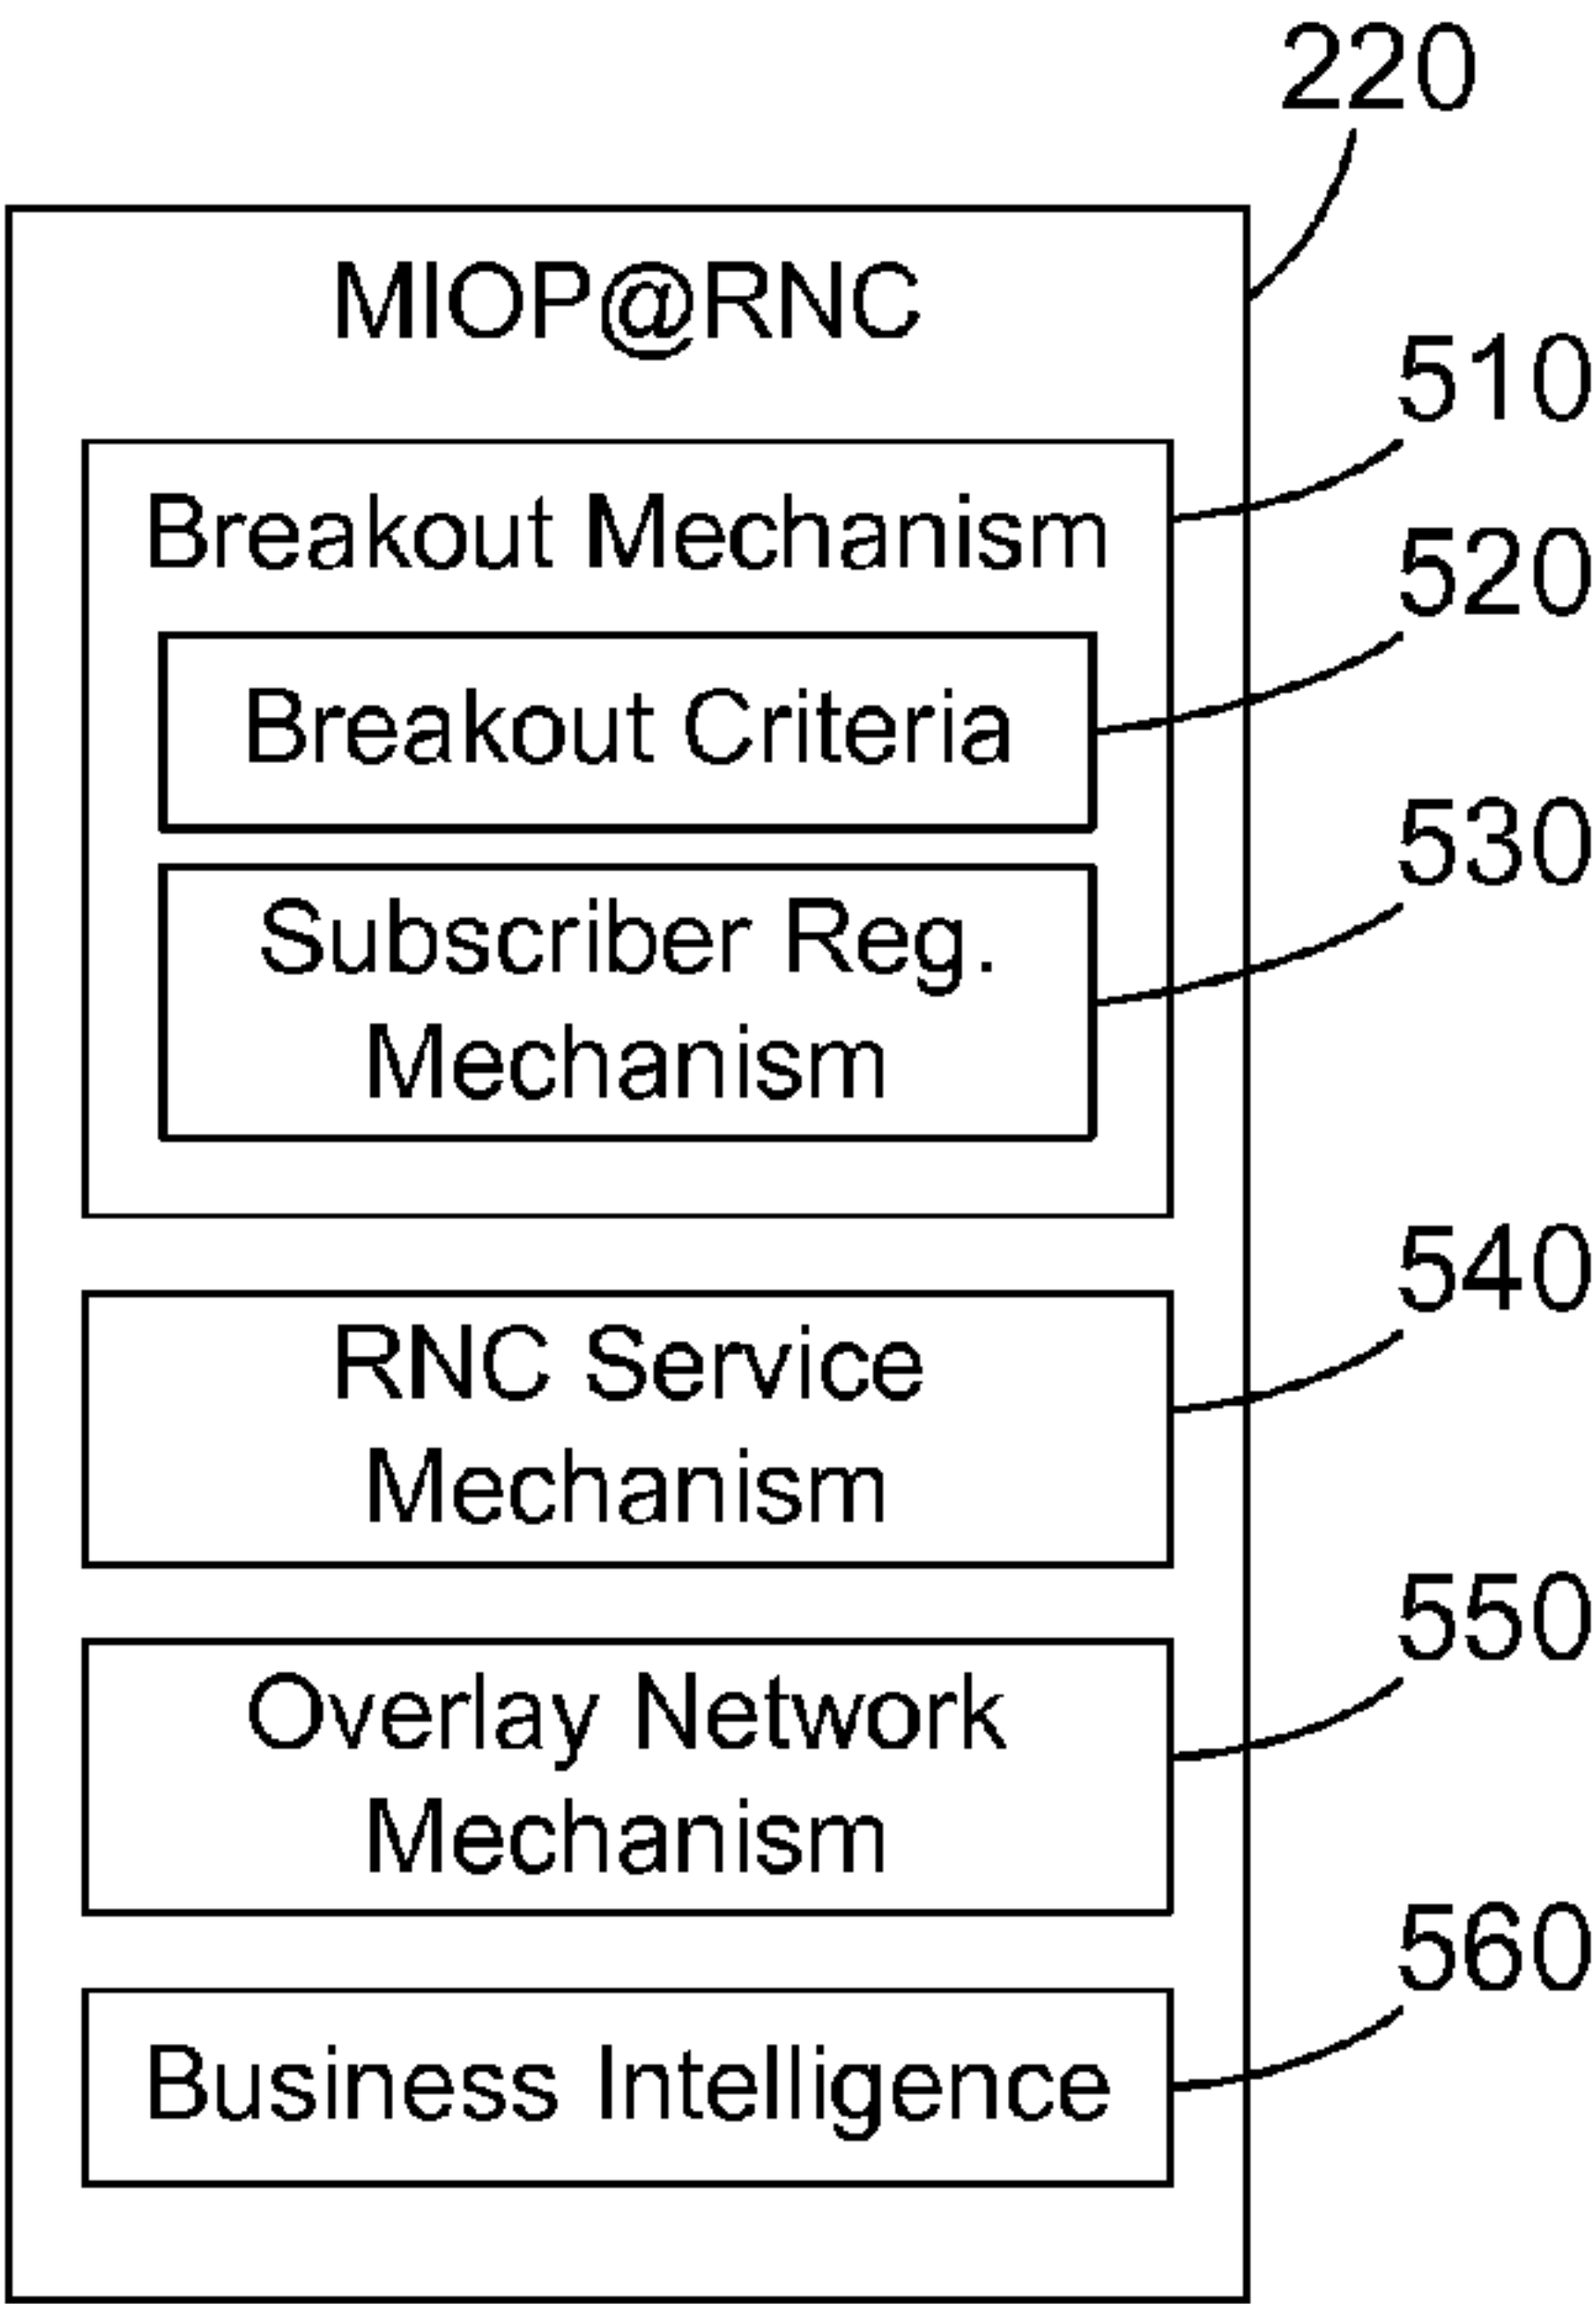 220
MIOP@RNC
510
Breakout Mechanism
520
Breakout Criteria
530
Subscriber Reg.
Mechanism
540
RNC Service
Mechanism
550
Overlay Network
Mechanism
560
Business Intelligence